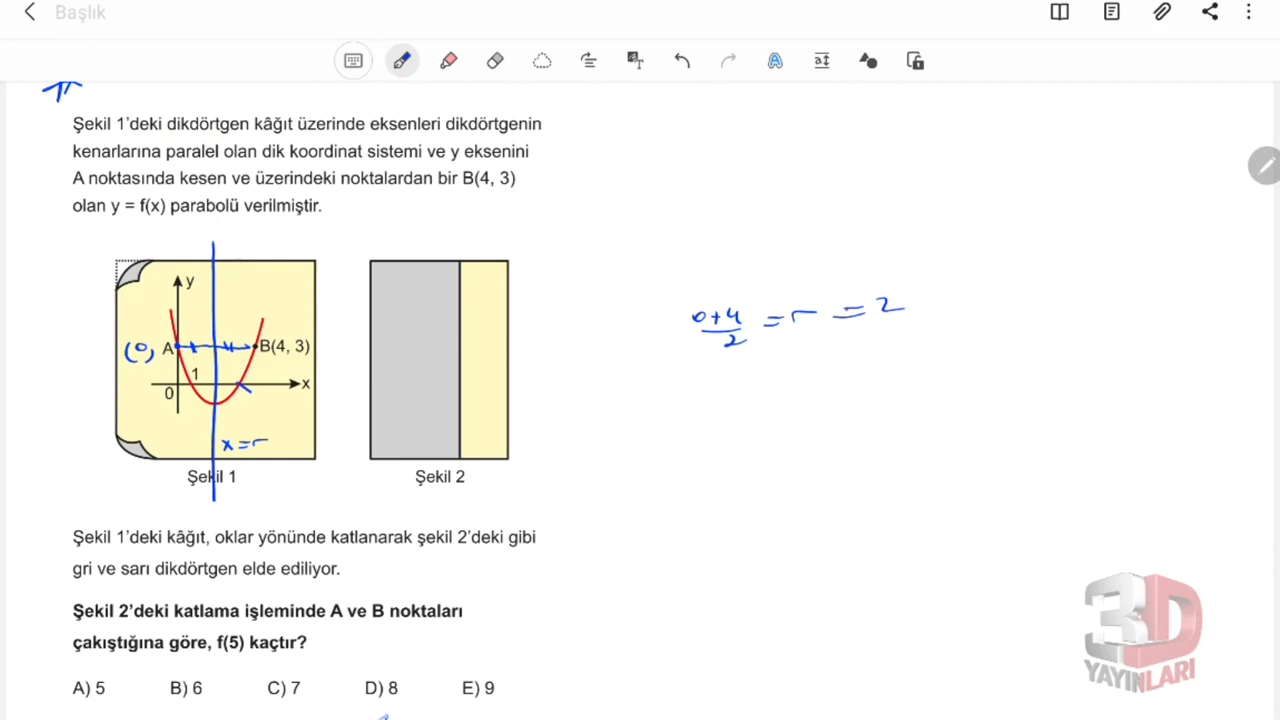 Başlık
Şekil 1'deki dikdörtgen kâğıt üzerinde eksenleri dikdörtgenin
kenarlarına paralel olan dik koordinat sistemi ve y eksenini
A noktasında kesen ve üzerindeki noktalardan bir B(4, 3)
olan y = f(x) parabolü verilmiştir.
y
(0, A B(4, 3)
1
0 x
x = r
Şekil 1 Şekil 2
0+4/2 = r = 2
Şekil 1'deki kâğıt, oklar yönünde katlanarak şekil 2'deki gibi
gri ve sarı dikdörtgen elde ediliyor.
Şekil 2'deki katlama işleminde A ve B noktaları
çakıştığına göre, f(5) kaçtır?
A) 5 B) 6 C) 7 D) 8 E) 9
3D
YAYINLARI